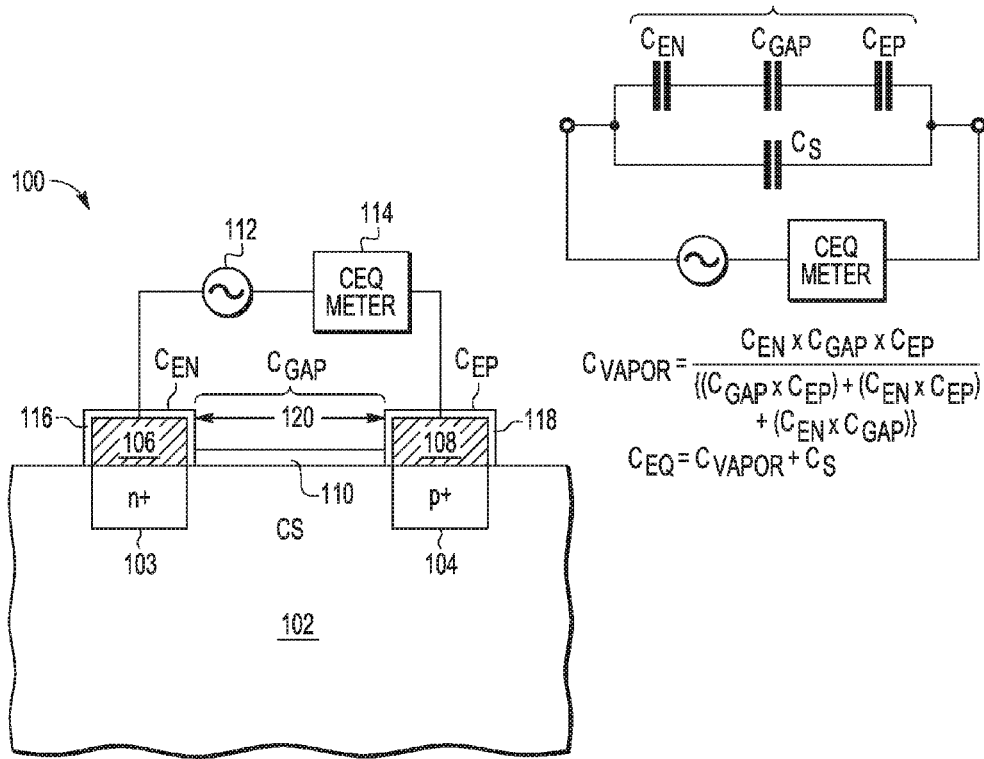 C_EN C_GAP C_EP
C_S
CEQ
METER
C_VAPOR = C_EN x C_GAP x C_EP
{(C_GAP x C_EP) + (C_EN x C_EP)
+ (C_EN x C_GAP)}
C_EQ = C_VAPOR + C_S
100
112
114
CEQ
METER
C_EN C_GAP C_EP
116 106 120 108 118
n+ 110 p+
103 CS 104
102